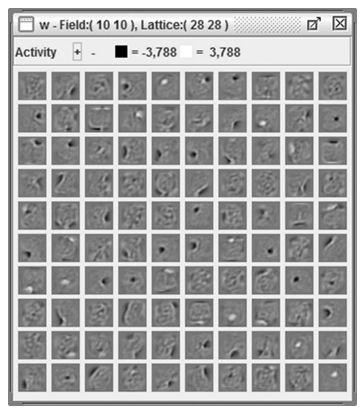 w - Field:( 10 10 ), Lattice:( 28 28 )
Activity + - = -3,788 = 3,788